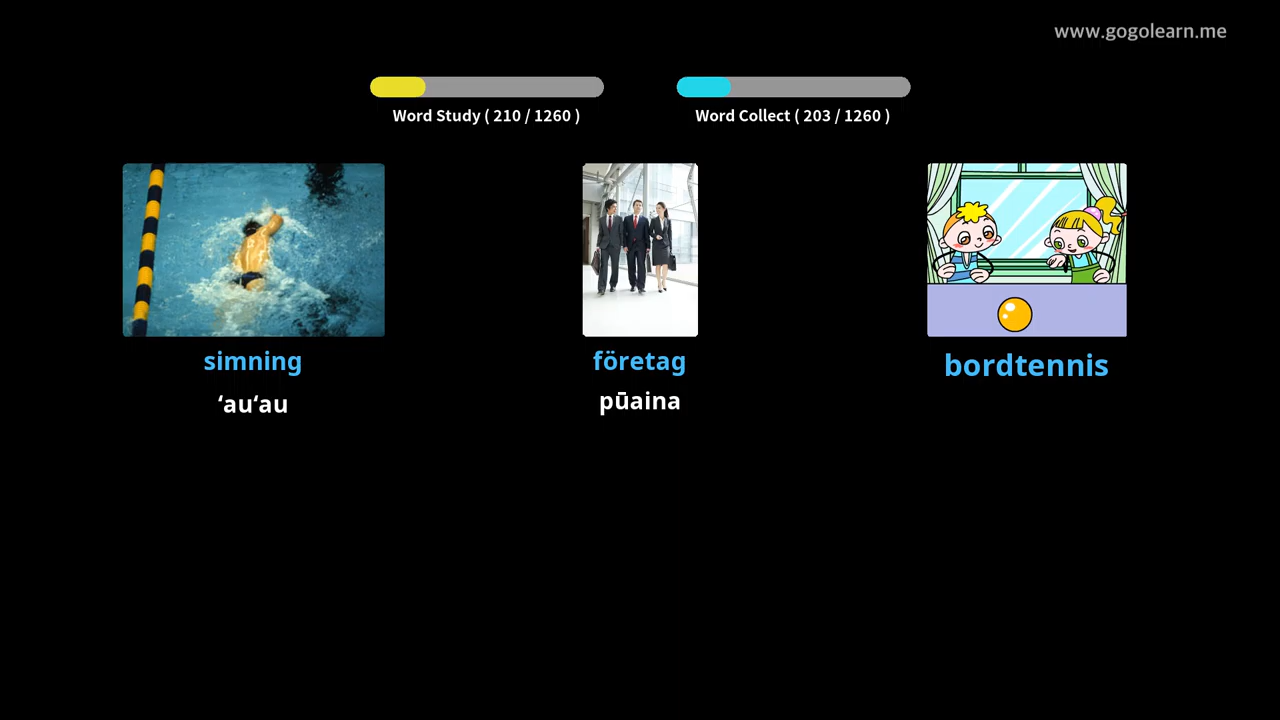 www.gogolearn.me
Word Study ( 210 / 1260 )
Word Collect ( 203 / 1260 )
simning
ʻauʻau
företag
pūaina
bordtennis